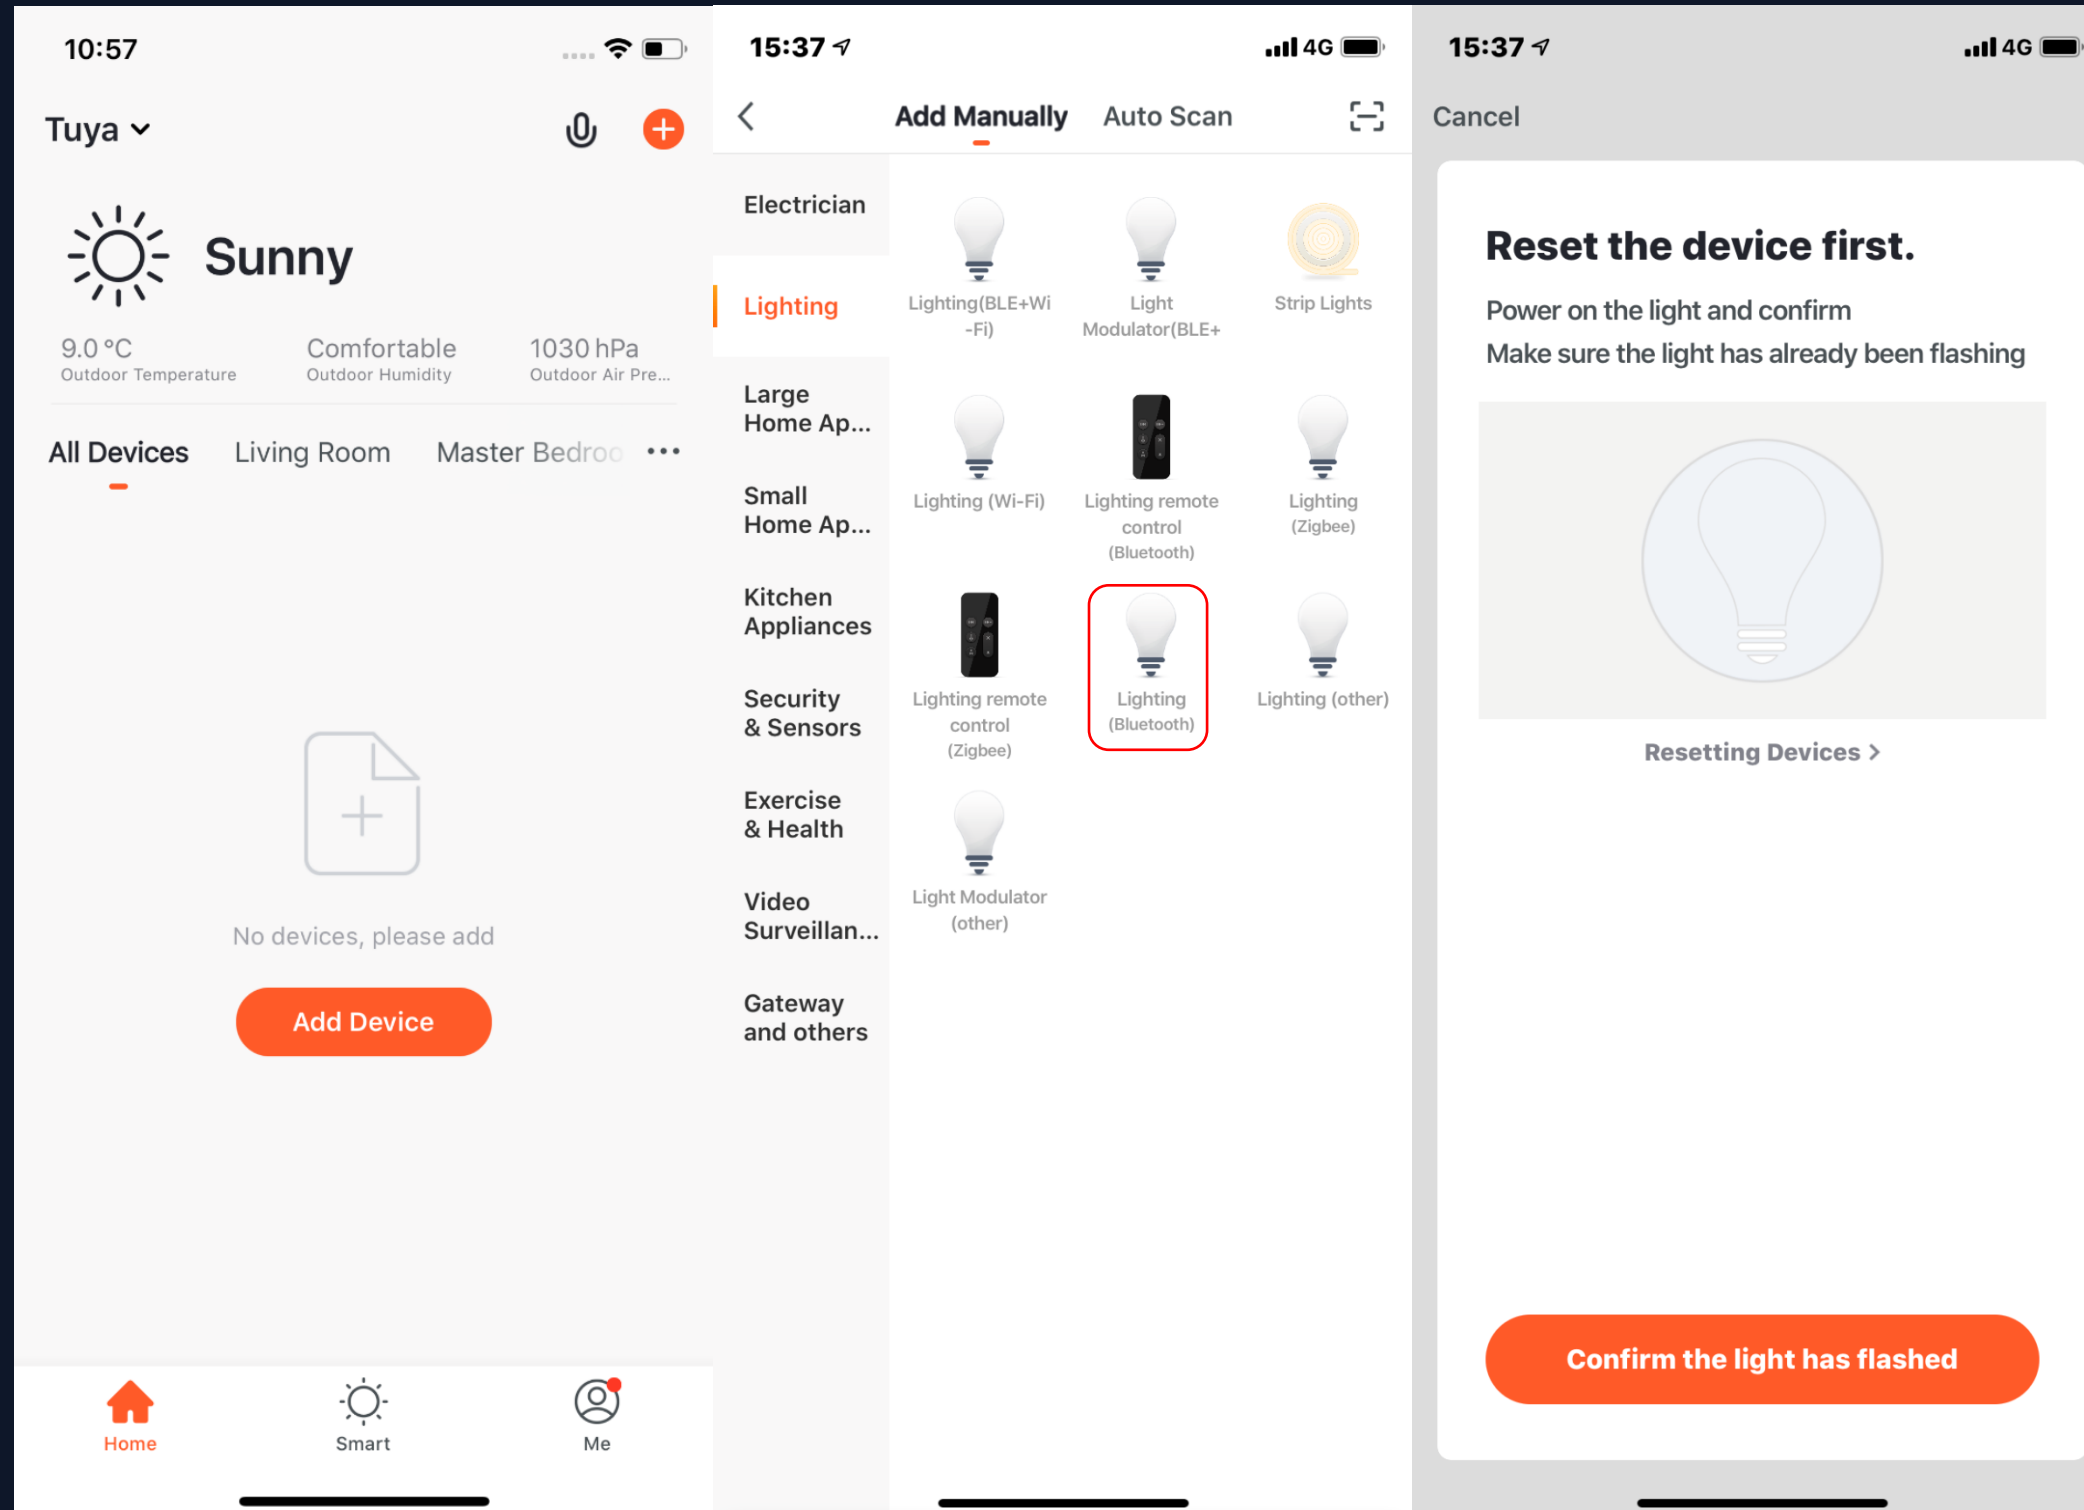 10:57
Tuya
Sunny
9.0 °C
Outdoor Temperature
Comfortable
Outdoor Humidity
1030 hPa
Outdoor Air Pre...
All Devices
Living Room
Master Bedroo
No devices, please add
Add Device
Home
Smart
Me
15:37
4G
Add Manually
Auto Scan
Electrician
Lighting
Large
Home Ap...
Small
Home Ap...
Kitchen
Appliances
Security
& Sensors
Exercise
& Health
Video
Surveillan...
Gateway
and others
Lighting(BLE+Wi
-Fi)
Light
Modulator(BLE+
Strip Lights
Lighting (Wi-Fi)
Lighting remote
control
(Bluetooth)
Lighting
(Zigbee)
Lighting remote
control
(Zigbee)
Lighting
(Bluetooth)
Lighting (other)
Light Modulator
(other)
15:37
4G
Cancel
Reset the device first.
Power on the light and confirm
Make sure the light has already been flashing
Resetting Devices >
Confirm the light has flashed